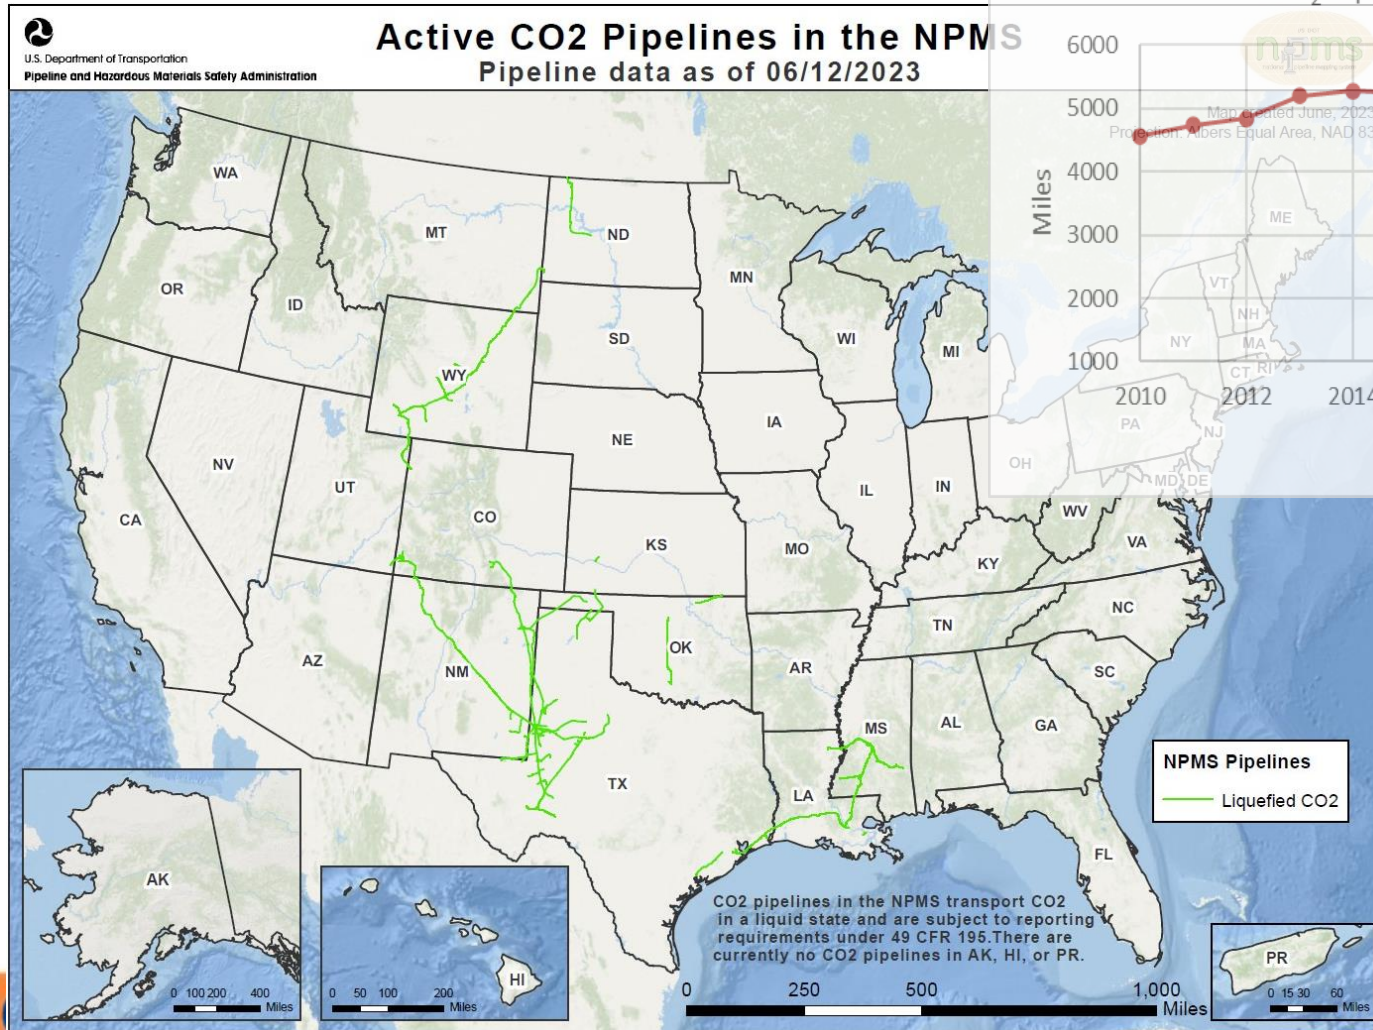 U.S. Department of Transportation
Pipeline and Hazardous Materials Safety Administration
Active CO2 Pipelines in the NPMS
Pipeline data as of 06/12/2023
npms
Map created June, 2023
Projection: Albers Equal Area, NAD 83
Miles
6000
5000
4000
3000
2000
1000
2010
2012
2014
WA
MT
ND
MN
OR
ID
SD
WI
MI
WY
ME
VT
NH
NY
MA
CT
RI
NV
UT
CO
NE
IA
IL
IN
OH
PA
NJ
MD
DE
CA
KS
MO
KY
WV
VA
AZ
NM
OK
AR
TN
NC
SC
TX
LA
MS
AL
GA
FL
NPMS Pipelines
Liquefied CO2
CO2 pipelines in the NPMS transport CO2
in a liquid state and are subject to reporting
requirements under 49 CFR 195.There are
currently no CO2 pipelines in AK, HI, or PR.
AK
0 100 200 400
Miles
HI
0 50 100 200
Miles
0 250 500 1,000
Miles
PR
0 15 30 60
Miles